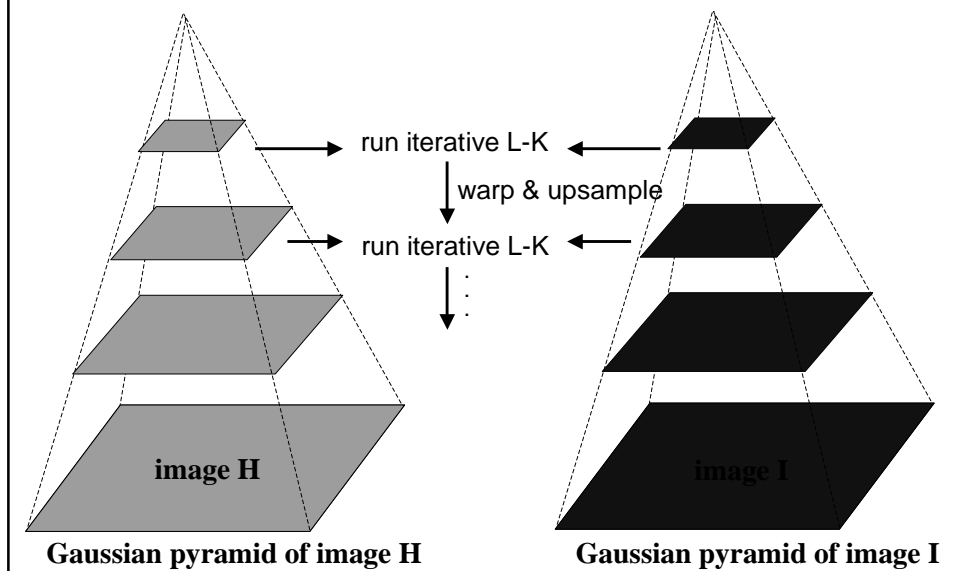 run iterative L-K
warp & upsample
run iterative L-K
.
.
.
image H
image I
Gaussian pyramid of image H
Gaussian pyramid of image I